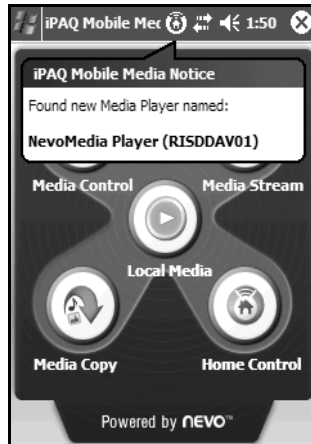 iPAQ Mobile Mec 1:50
iPAQ Mobile Media Notice
Found new Media Player named:
NevoMedia Player (RISDDAV01)
Media Control Media Stream
Local Media
Media Copy Home Control
Powered by nevo™